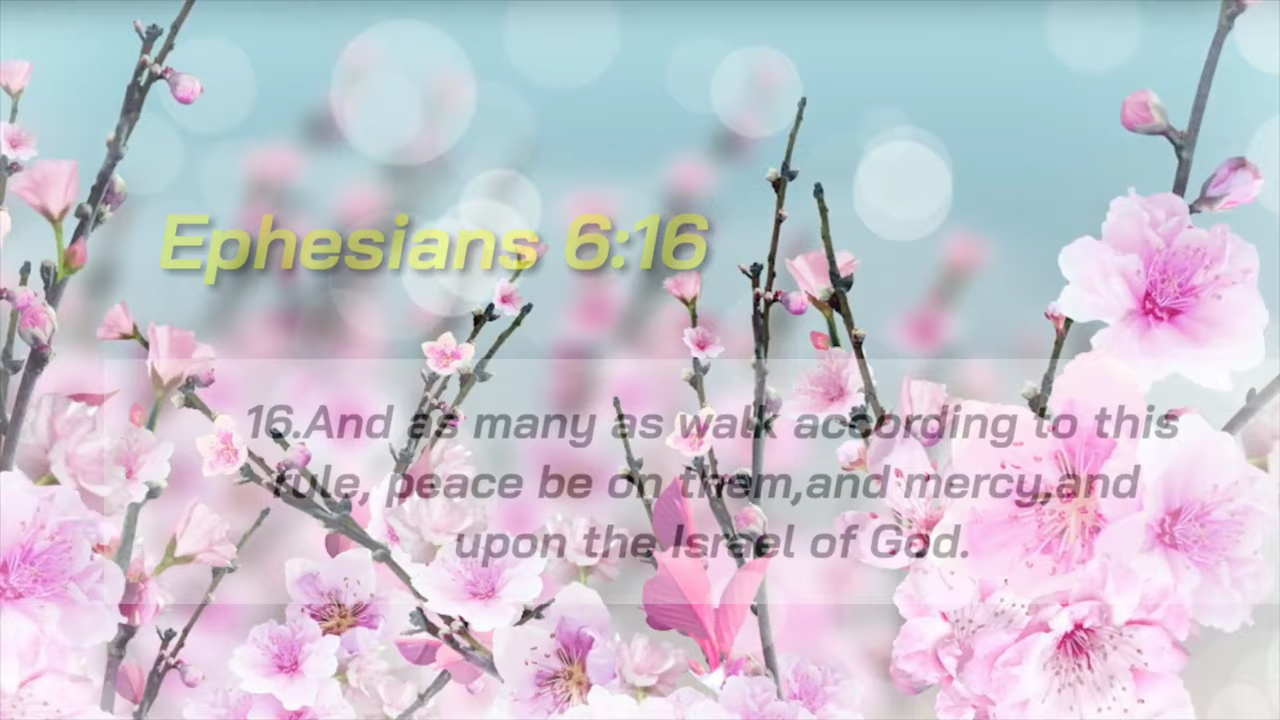 Ephesians 6:16
16.And as many as walk according to this
rule, peace be on them,and mercy,and
upon the Israel of God.